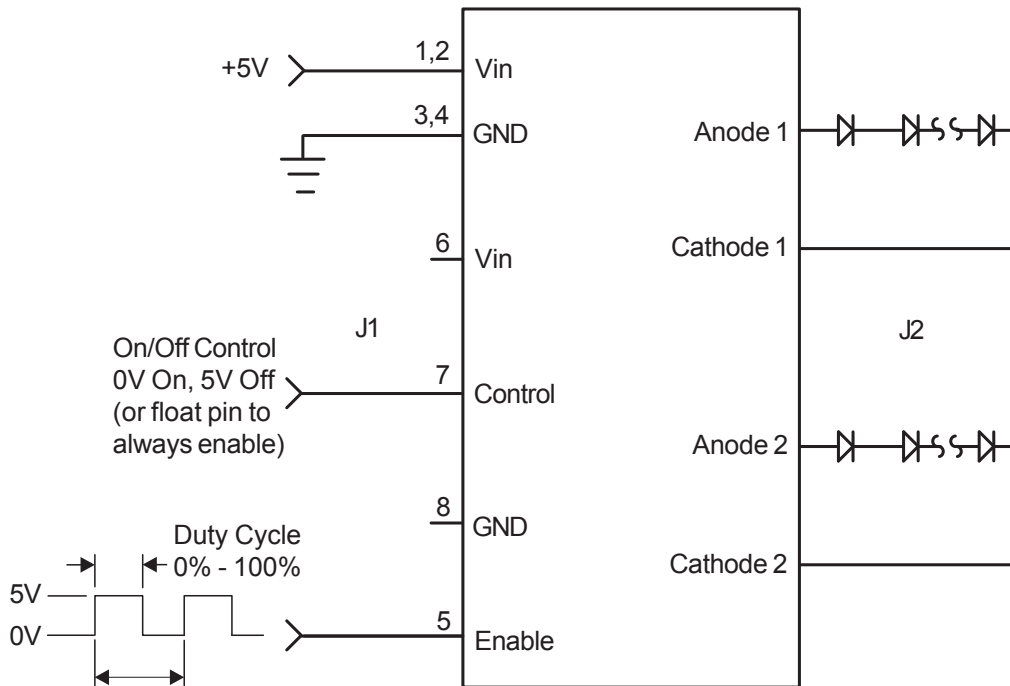 +5V
1,2
Vin
3,4
GND
Anode 1
6
Vin
Cathode 1
J1
J2
On/Off Control
0V On, 5V Off
(or float pin to
always enable)
7
Control
Anode 2
8
GND
Duty Cycle
0% - 100%
Cathode 2
5V
0V
5
Enable